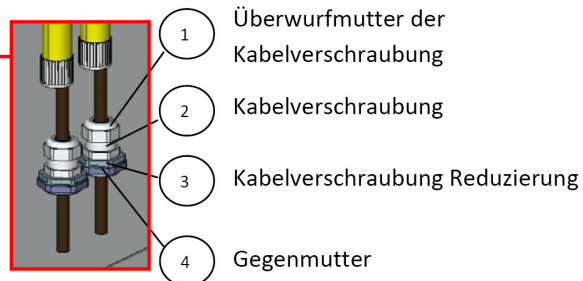 1 Überwurfmutter der
Kabelverschraubung
2 Kabelverschraubung
3 Kabelverschraubung Reduzierung
4 Gegenmutter